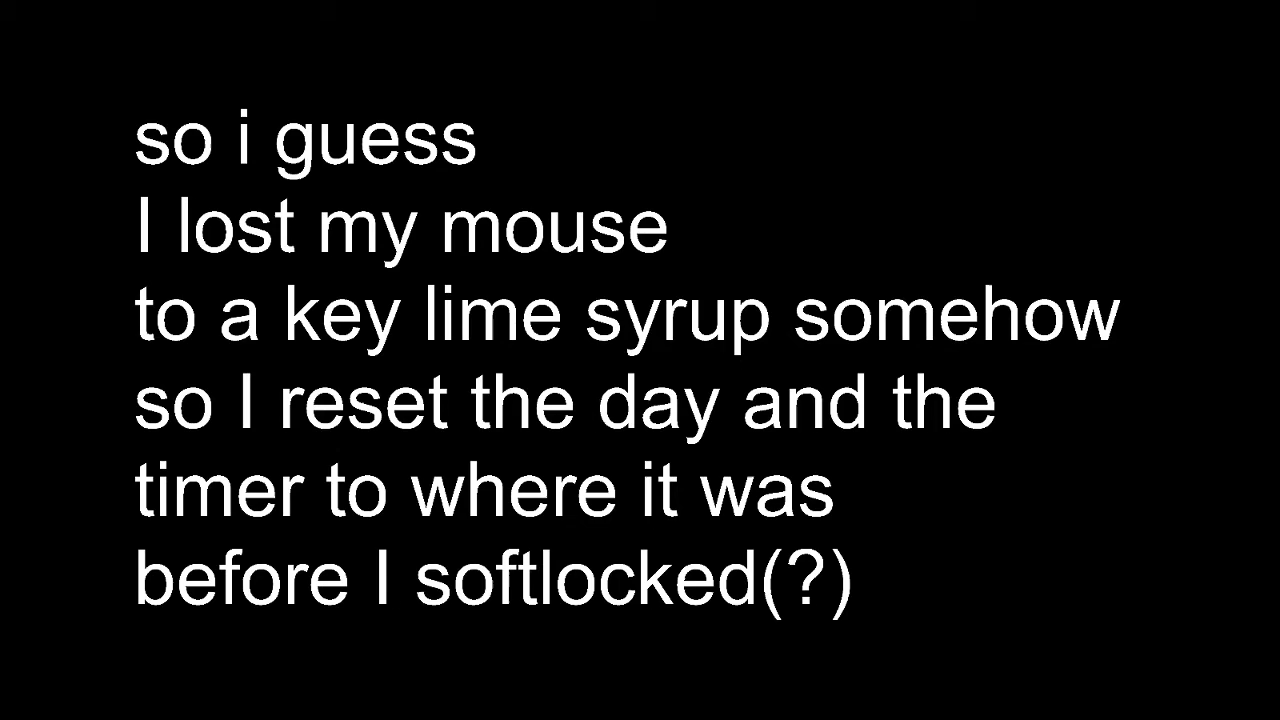 so i guess
I lost my mouse
to a key lime syrup somehow
so I reset the day and the
timer to where it was
before I softlocked(?)